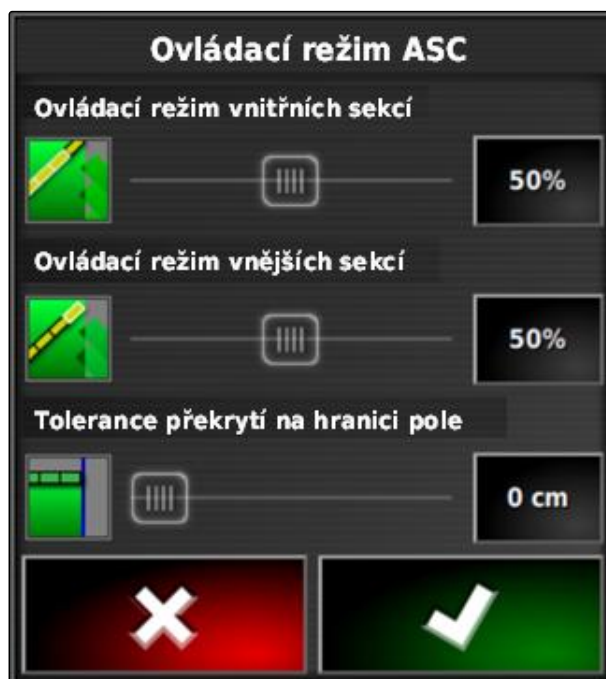 Ovládací režim ASC
Ovládací režim vnitřních sekcí
50%
Ovládací režim vnějších sekcí
50%
Tolerance překrytí na hranici pole
0 cm